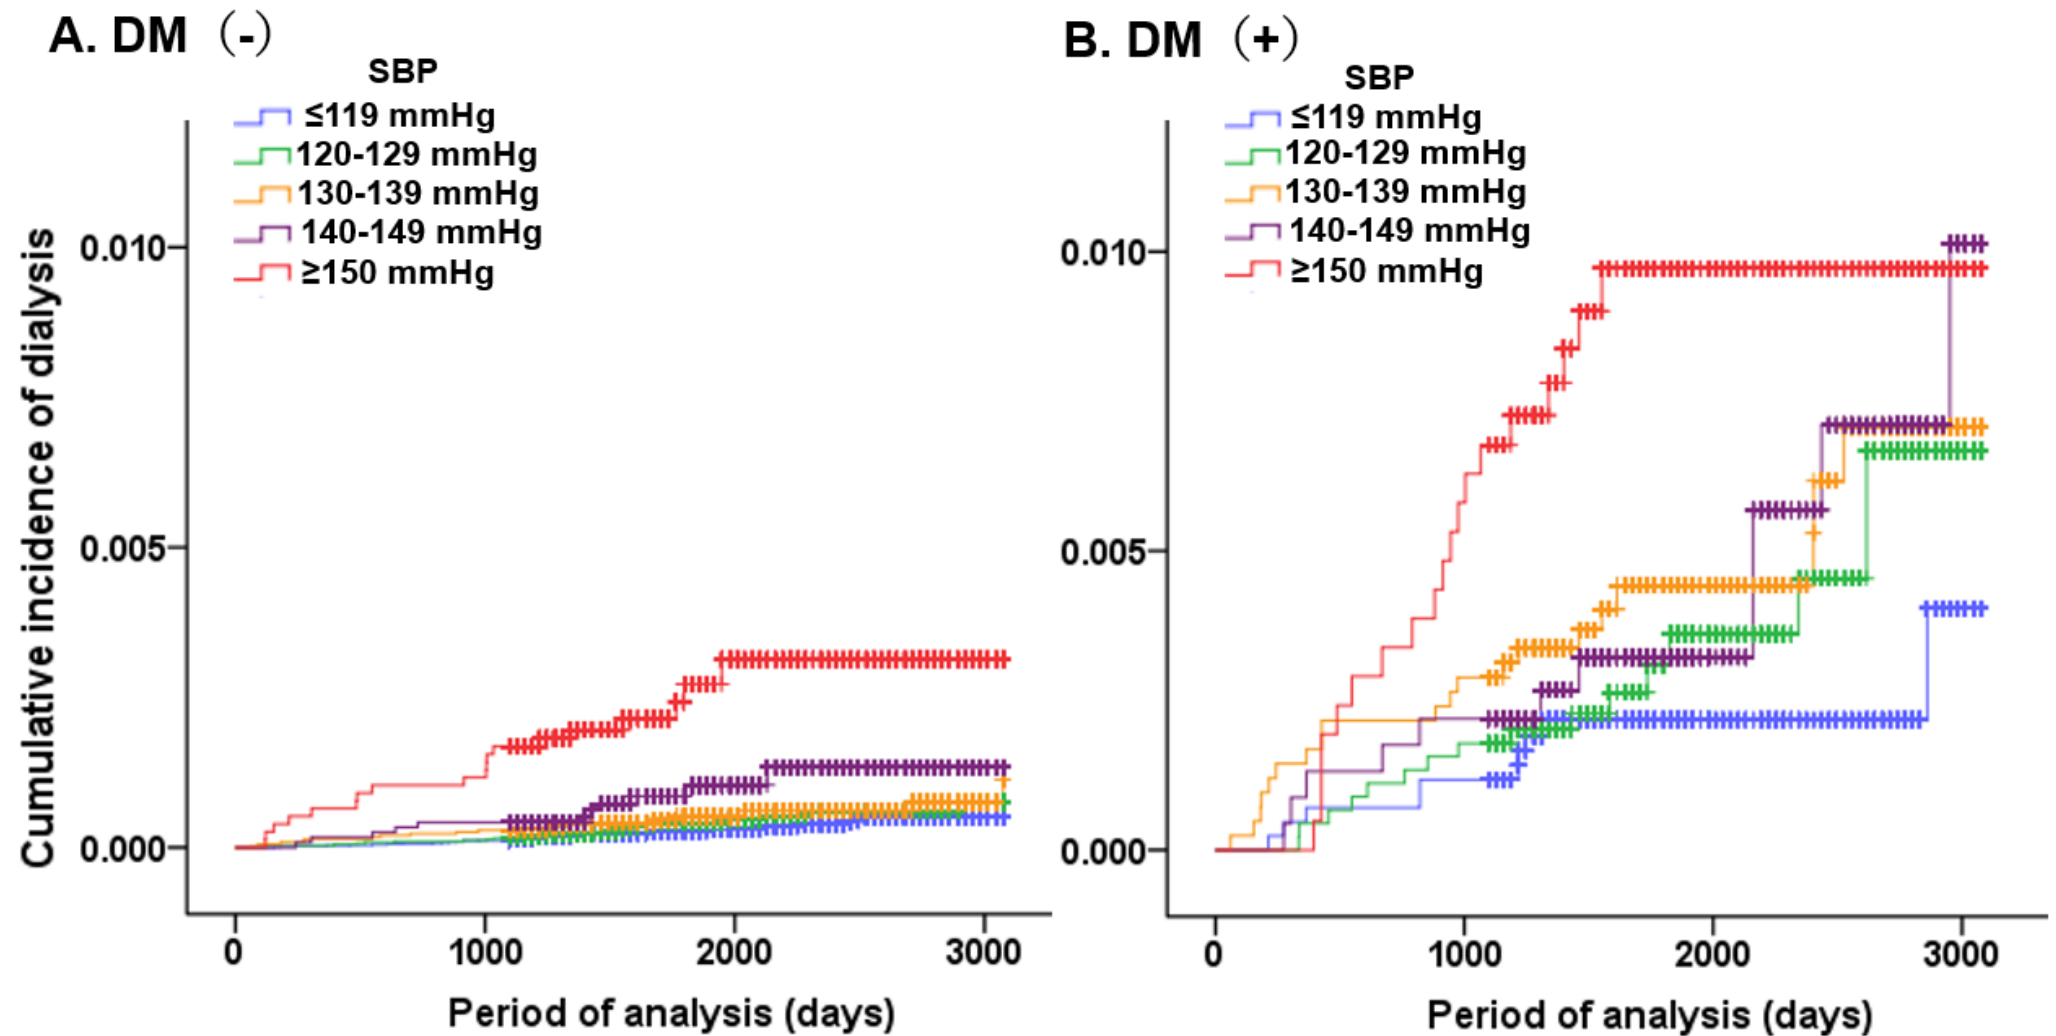 A. DM （-）
SBP
≤119 mmHg
120-129 mmHg
130-139 mmHg
140-149 mmHg
≥150 mmHg
Cumulative incidence of dialysis
0.010
0.005
0.000
0 1000 2000 3000
Period of analysis (days)
B. DM （+）
SBP
≤119 mmHg
120-129 mmHg
130-139 mmHg
140-149 mmHg
≥150 mmHg
0.010
0.005
0.000
0 1000 2000 3000
Period of analysis (days)